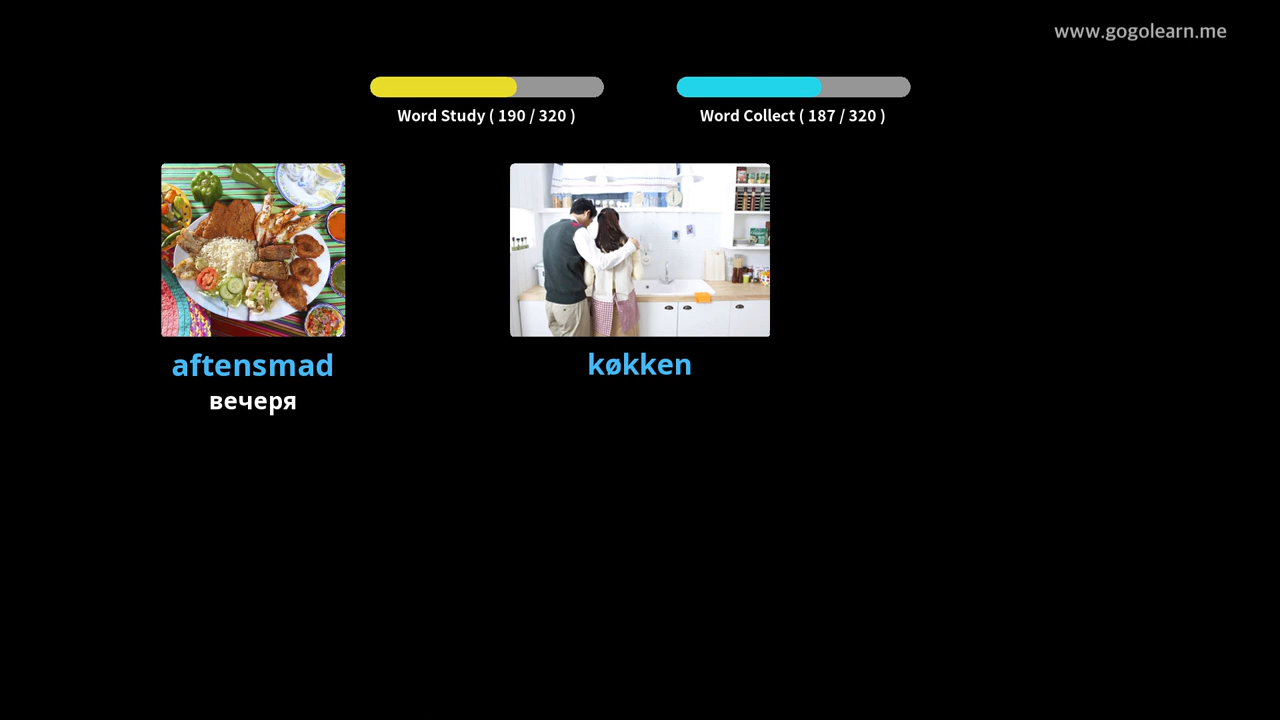 www.gogolearn.me
Word Study ( 190 / 320 )
Word Collect ( 187 / 320 )
aftensmad
вечеря
køkken